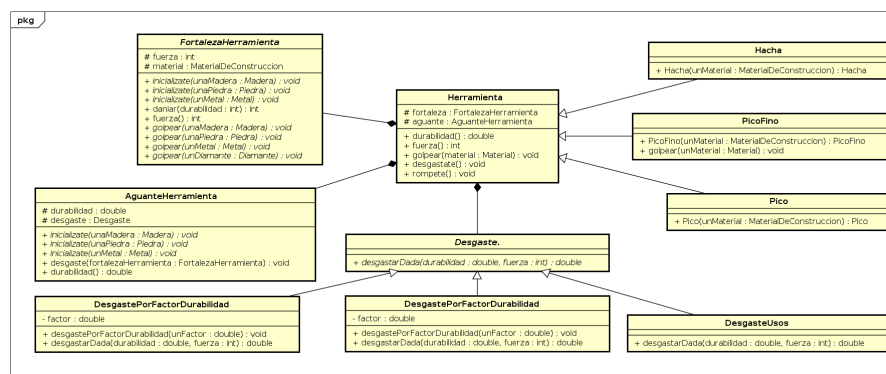 pkg
FortalezaHerramienta
# fuerza : int
# material : MaterialDeConstruccion
+ inicializate(unaMadera : Madera) : void
+ inicializate(unaPiedra : Piedra) : void
+ inicializate(unMetal : Metal) : void
+ daniar(durabilidad : int) : int
+ fuerza() : int
+ golpear(unaMadera : Madera) : void
+ golpear(unaPiedra : Piedra) : void
+ golpear(unMetal : Metal) : void
+ golpear(unDiamante : Diamante) : void
Herramienta
# fortaleza : FortalezaHerramienta
# aguante : AguanteHerramienta
+ durabilidad() : double
+ fuerza() : int
+ golpear(material : Material) : void
+ desgastate() : void
+ rompete() : void
Hacha
+ Hacha(unMaterial : MaterialDeConstruccion) : Hacha
PicoFino
+ PicoFino(unMaterial : MaterialDeConstruccion) : PicoFino
+ golpear(unMaterial : Material) : void
Pico
+ Pico(unMaterial : MaterialDeConstruccion) : Pico
AguanteHerramienta
# durabilidad : double
# desgaste : Desgaste
+ inicializate(unaMadera : Madera) : void
+ inicializate(unaPiedra : Piedra) : void
+ inicializate(unMetal : Metal) : void
+ desgaste(fortalezaHerramienta : FortalezaHerramienta) : void
+ durabilidad() : double
Desgaste.
+ desgastarDada(durabilidad : double, fuerza : int) : double
DesgastePorFactorDurabilidad
- factor : double
+ desgastePorFactorDurabilidad(unFactor : double) : void
+ desgastarDada(durabilidad : double, fuerza : int) : double
DesgastePorFactorDurabilidad
- factor : double
+ desgastePorFactorDurabilidad(unFactor : double) : void
+ desgastarDada(durabilidad : double, fuerza : int) : double
DesgasteUsos
+ desgastarDada(durabilidad : double, fuerza : int) : double